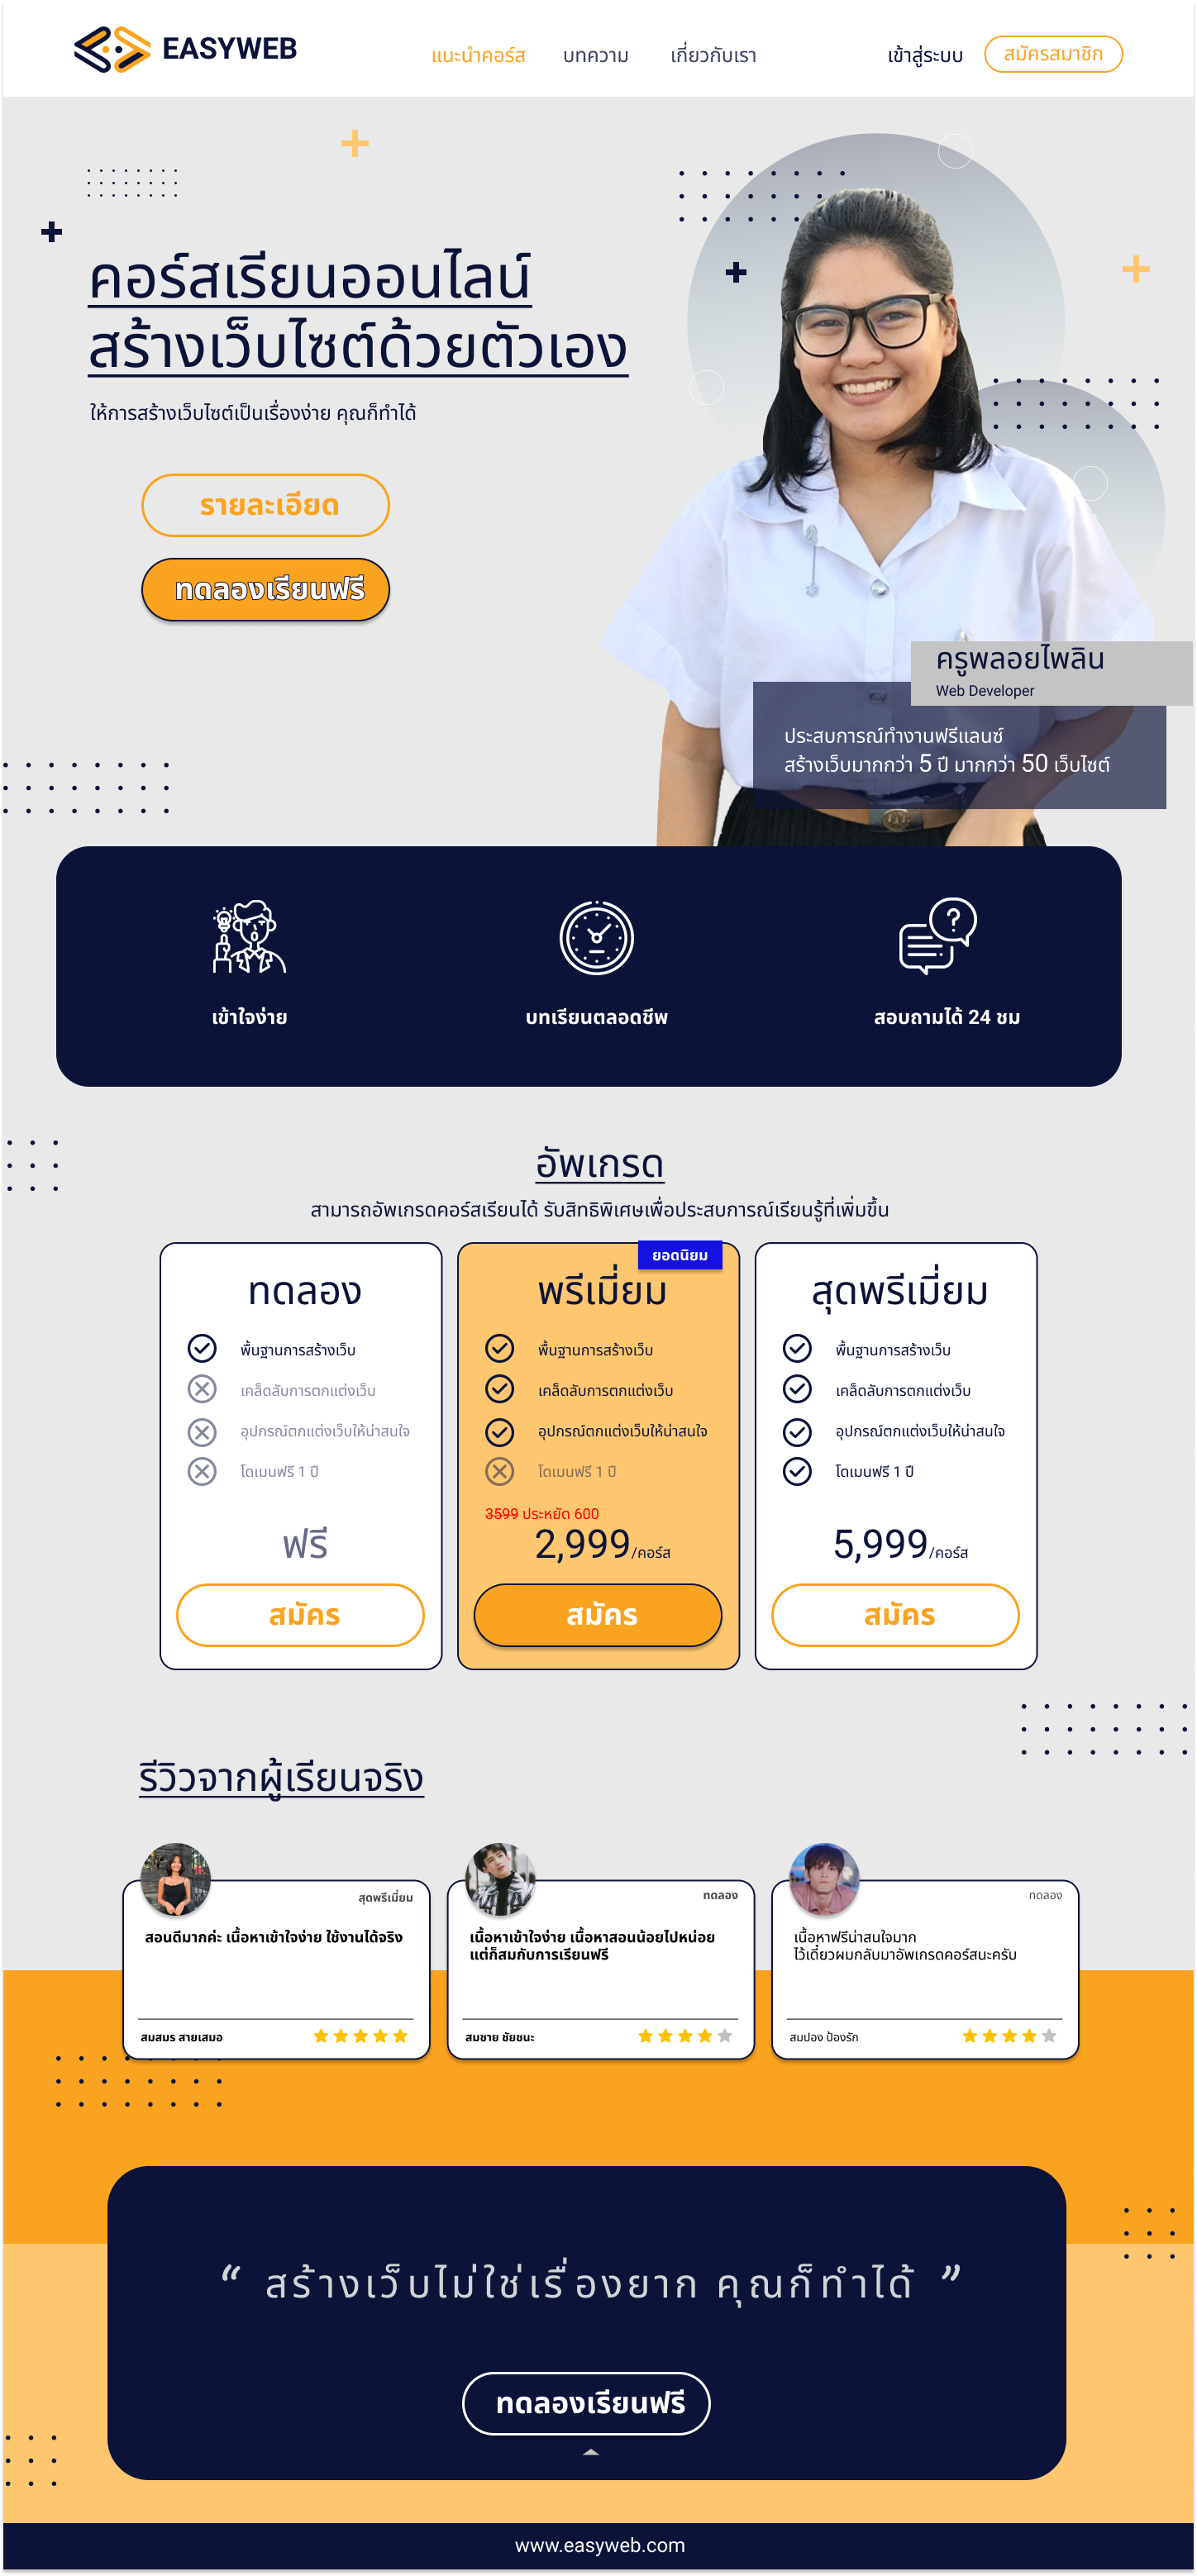 EASYWEB
แนะนำคอร์ส บทความ เกี่ยวกับเรา เข้าสู่ระบบ สมัครสมาชิก
คอร์สเรียนออนไลน์
สร้างเว็บไซต์ด้วยตัวเอง
ให้การสร้างเว็บไซต์เป็นเรื่องง่าย คุณก็ทำได้
รายละเอียด
ทดลองเรียนฟรี
ครูพลอยไพลิน
Web Developer
ประสบการณ์ทำงานฟรีแลนซ์
สร้างเว็บมากกว่า 5 ปี มากกว่า 50 เว็บไซต์
เข้าใจง่าย
บทเรียนตลอดชีพ
สอบถามได้ 24 ชม
อัพเกรด
สามารถอัพเกรดคอร์สเรียนได้ รับสิทธิพิเศษเพื่อประสบการณ์เรียนรู้ที่เพิ่มขึ้น
ทดลอง
พื้นฐานการสร้างเว็บ
เคล็ดลับการตกแต่งเว็บ
อุปกรณ์ตกแต่งเว็บให้น่าสนใจ
โดเมนฟรี 1 ปี
ฟรี
สมัคร
ยอดนิยม
พรีเมี่ยม
พื้นฐานการสร้างเว็บ
เคล็ดลับการตกแต่งเว็บ
อุปกรณ์ตกแต่งเว็บให้น่าสนใจ
โดเมนฟรี 1 ปี
3599 ประหยัด 600
2,999/คอร์ส
สมัคร
สุดพรีเมี่ยม
พื้นฐานการสร้างเว็บ
เคล็ดลับการตกแต่งเว็บ
อุปกรณ์ตกแต่งเว็บให้น่าสนใจ
โดเมนฟรี 1 ปี
5,999/คอร์ส
สมัคร
รีวิวจากผู้เรียนจริง
สุดพรีเมี่ยม
สอนดีมากค่ะ เนื้อหาเข้าใจง่าย ใช้งานได้จริง
สมสมร สายเสมอ
ทดลอง
เนื้อหาเข้าใจง่าย เนื้อหาสอนน้อยไปหน่อย
แต่ก็สมกับการเรียนฟรี
สมชาย ชัยชนะ
ทดลอง
เนื้อหาฟรีน่าสนใจมาก
ไว้เดี๋ยวผมกลับมาอัพเกรดคอร์สนะครับ
สมปอง ป้องรัก
“ สร้างเว็บไม่ใช่เรื่องยาก คุณก็ทำได้ ”
ทดลองเรียนฟรี
www.easyweb.com